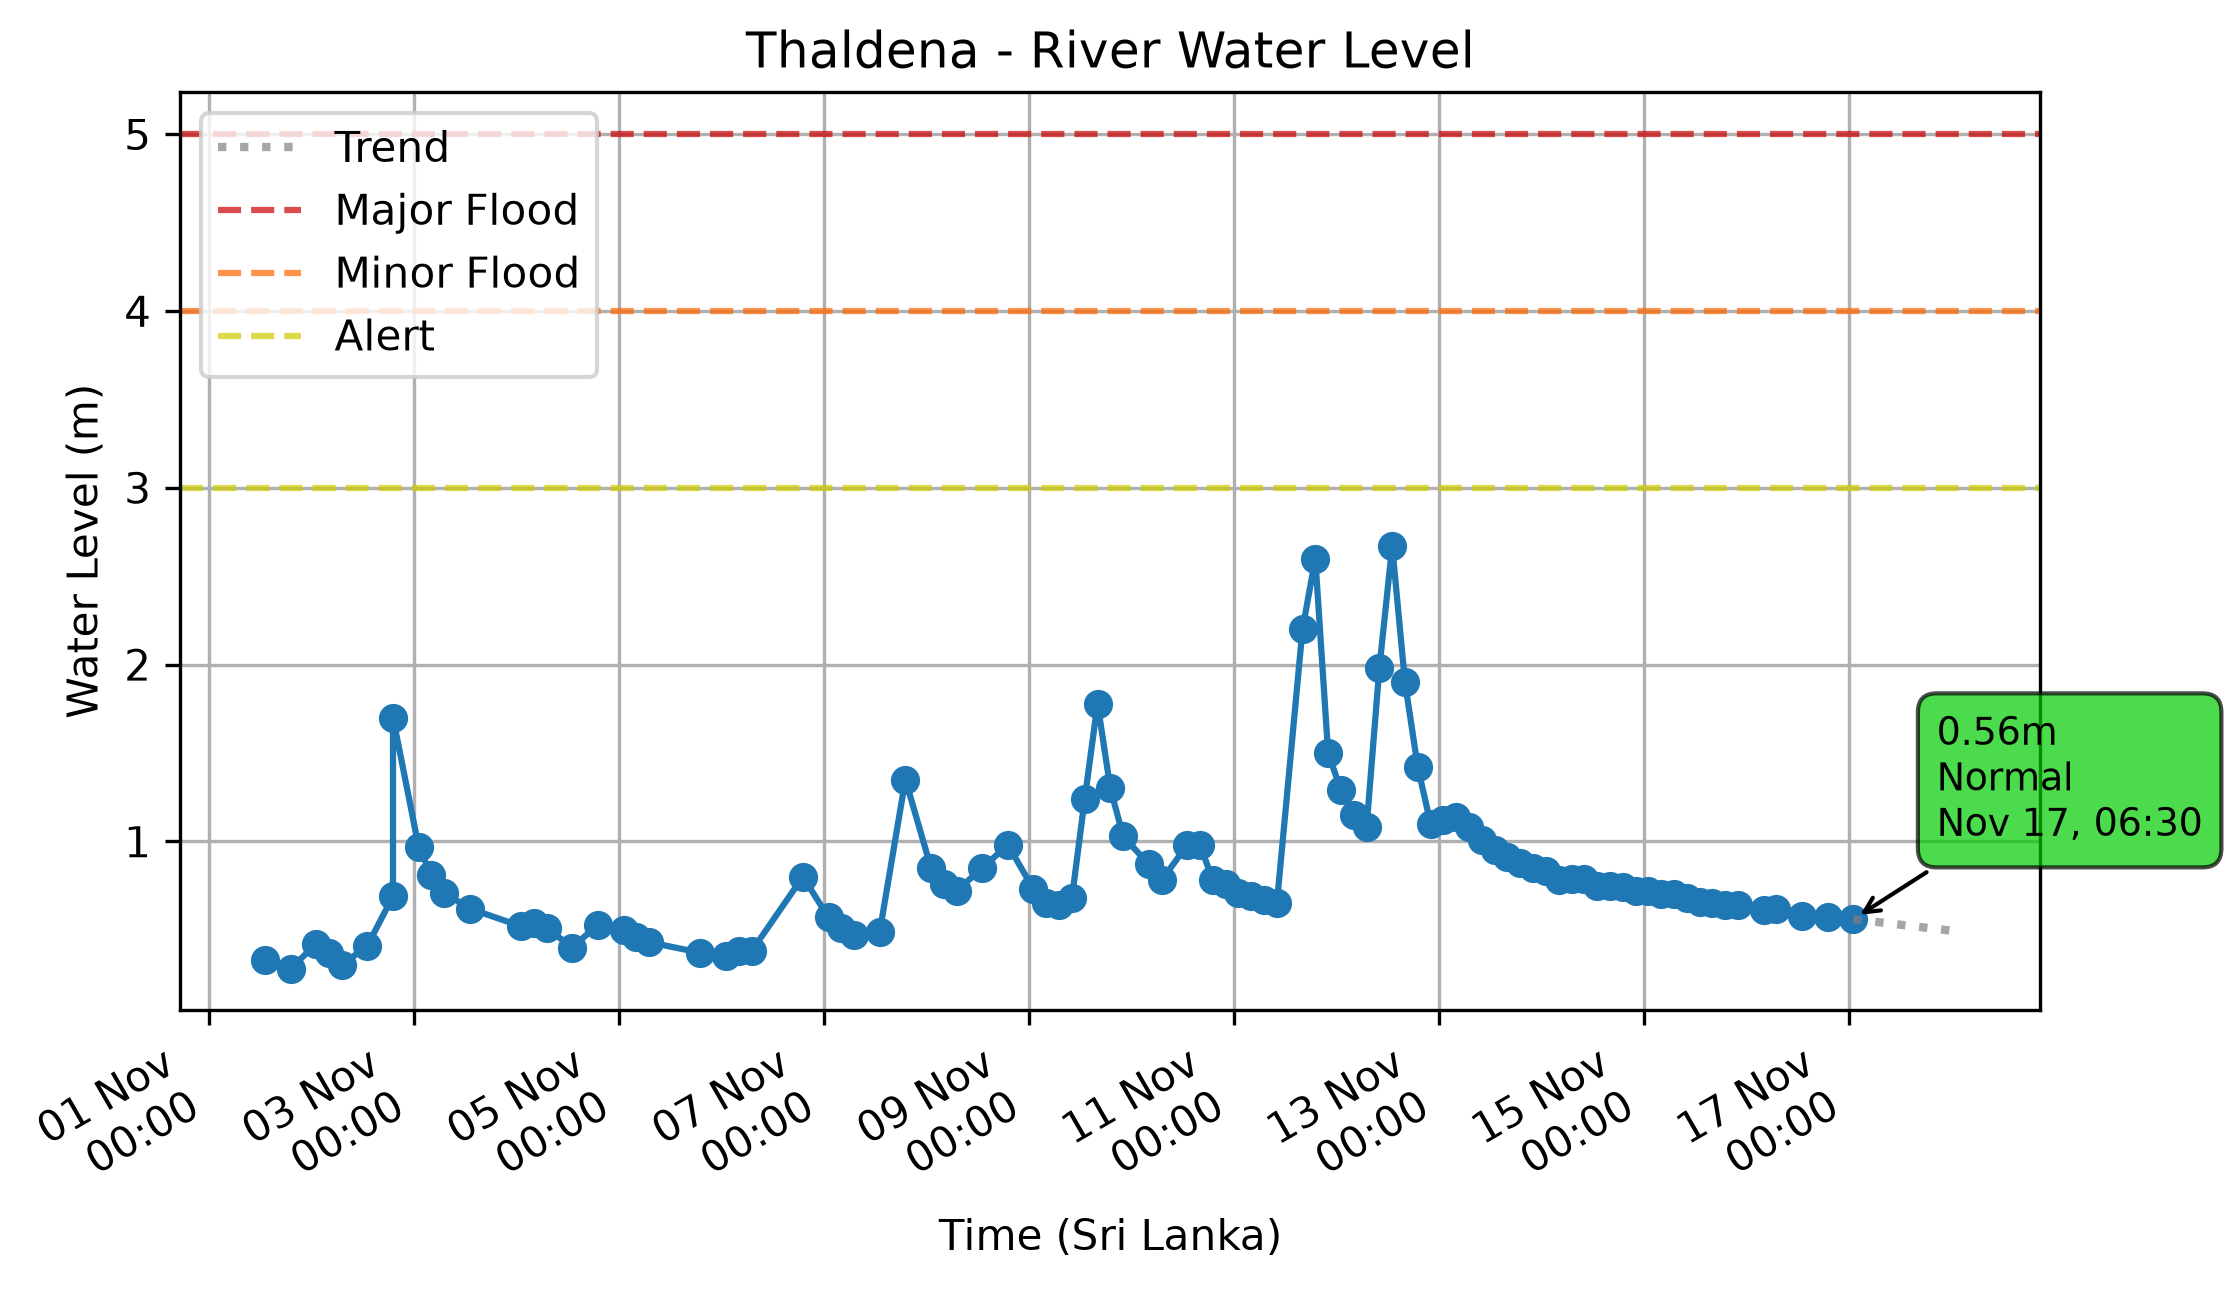 Thaldena - River Water Level
5
4
3
2
1
Water Level (m)
Trend
Major Flood
Minor Flood
Alert
0.56m
Normal
Nov 17, 06:30
01 Nov
00:00
03 Nov
00:00
05 Nov
00:00
07 Nov
00:00
09 Nov
00:00
11 Nov
00:00
13 Nov
00:00
15 Nov
00:00
17 Nov
00:00
Time (Sri Lanka)